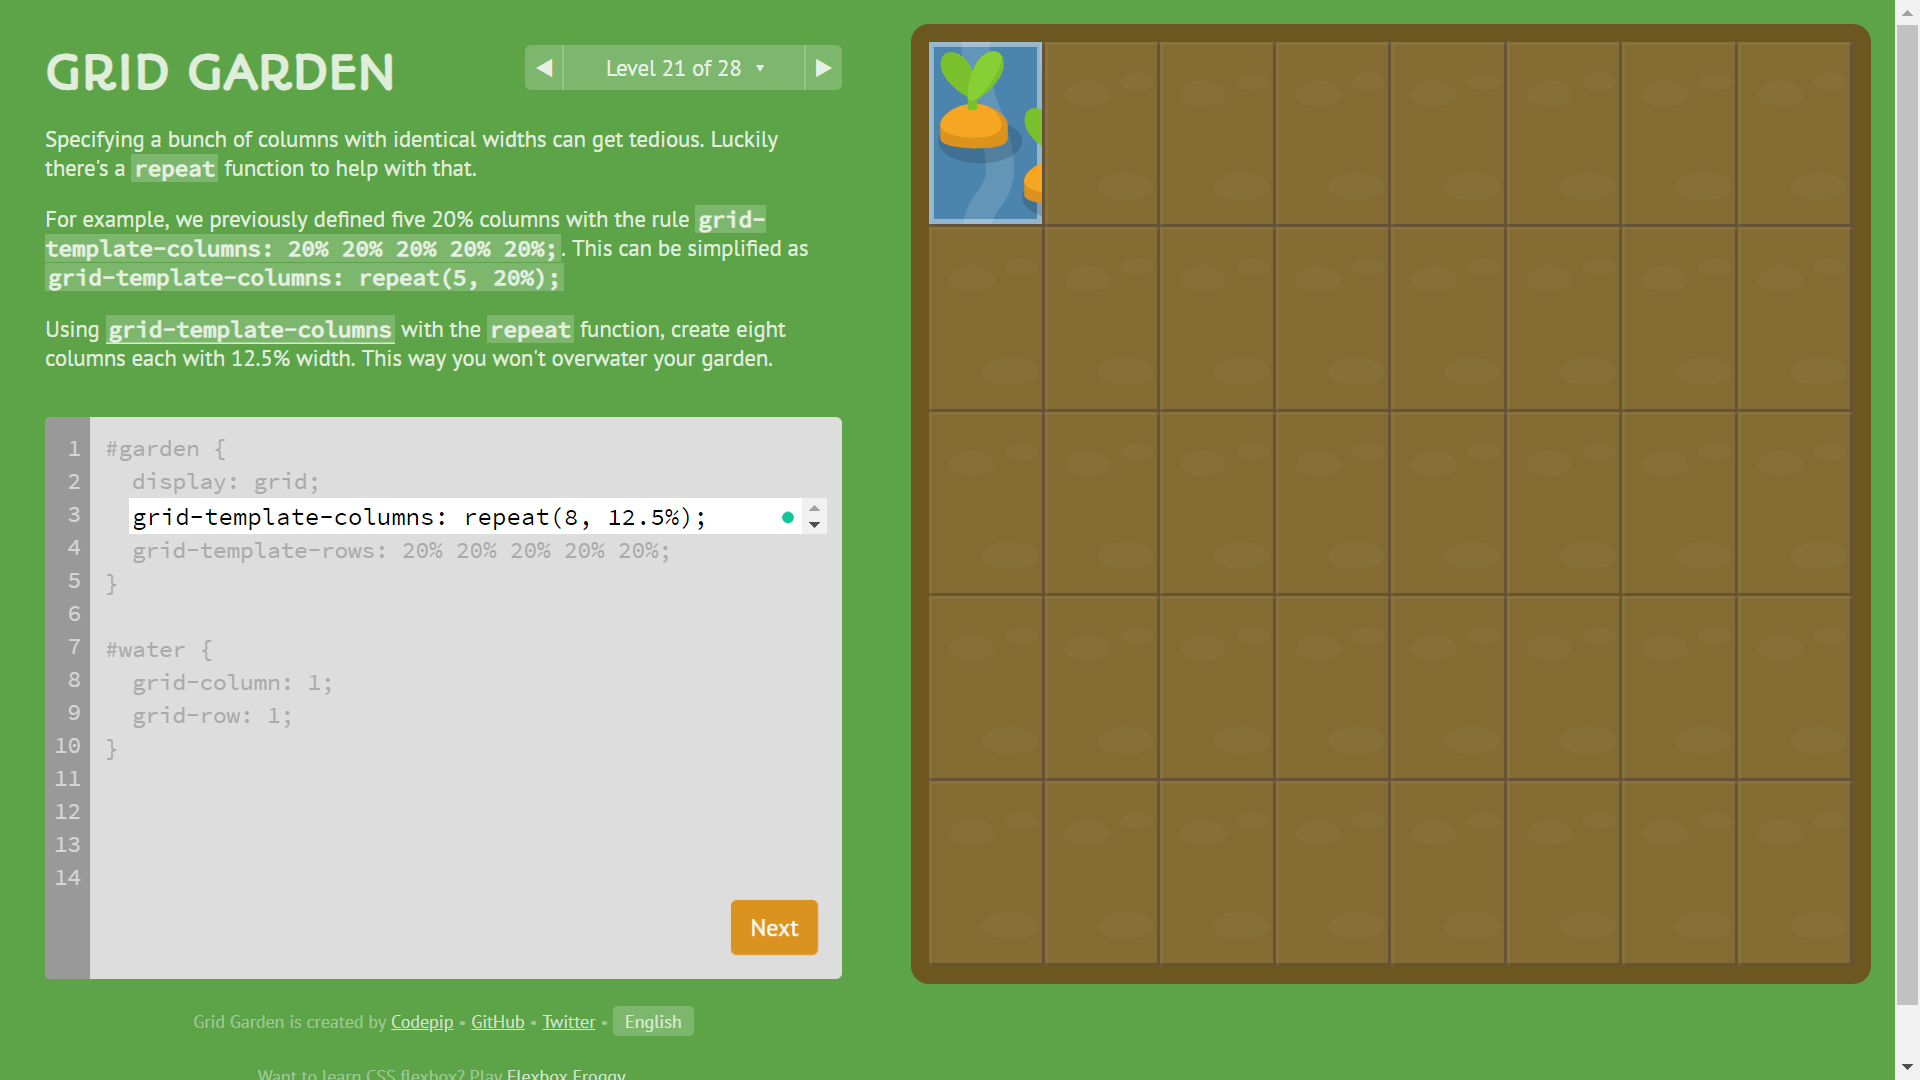 GRID GARDEN
Level 21 of 28
Specifying a bunch of columns with identical widths can get tedious. Luckily
there's a repeat function to help with that.
For example, we previously defined five 20% columns with the rule grid-
template-columns: 20% 20% 20% 20% 20%;. This can be simplified as
grid-template-columns: repeat(5, 20%);
Using grid-template-columns with the repeat function, create eight
columns each with 12.5% width. This way you won't overwater your garden.
1 #garden {
2 display: grid;
3 grid-template-columns: repeat(8, 12.5%);
4 grid-template-rows: 20% 20% 20% 20% 20%;
5 }
6
7 #water {
8 grid-column: 1;
9 grid-row: 1;
10 }
11
12
13
14
Next
Grid Garden is created by Codepip • GitHub • Twitter • English
Want to learn CSS flexbox? Play Flexbox Froggy